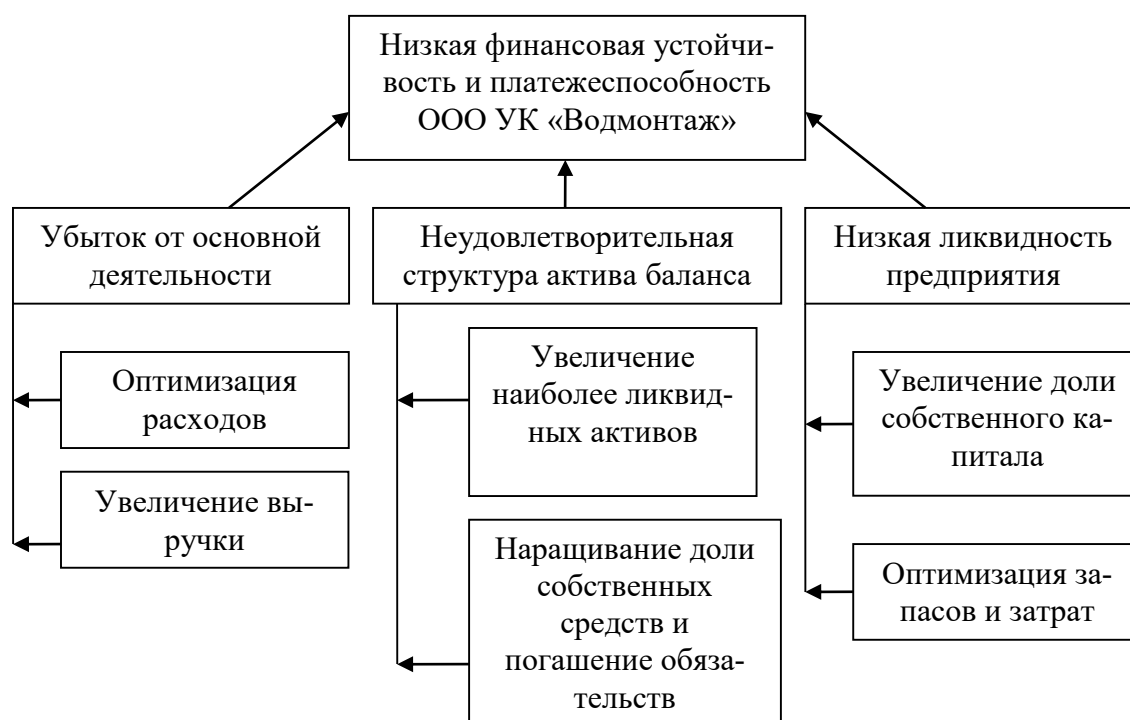 Низкая финансовая устойчи-
вость и платежеспособность
ООО УК «Водмонтаж»
Убыток от основной
деятельности
Неудовлетворительная
структура актива баланса
Низкая ликвидность
предприятия
Оптимизация
расходов
Увеличение вы-
ручки
Увеличение
наиболее ликвид-
ных активов
Наращивание доли
собственных
средств и
погашение обяза-
тельств
Увеличение доли
собственного ка-
питала
Оптимизация за-
пасов и затрат